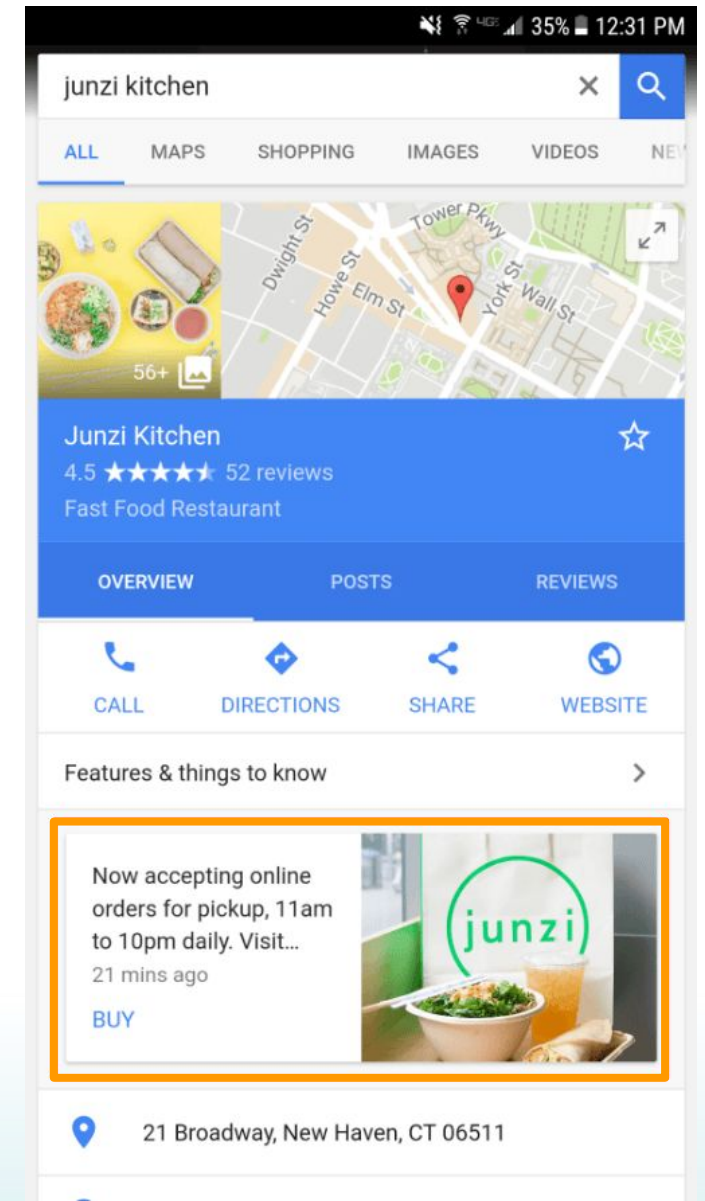 4GE 35% 12:31 PM
junzi kitchen
ALL MAPS SHOPPING IMAGES VIDEOS NEW
Dwight St
Howe St
Elm St
Tower Pkwy
York St
Wall St
56+
Junzi Kitchen
4.5 ★★★★★ 52 reviews
Fast Food Restaurant
OVERVIEW POSTS REVIEWS
CALL DIRECTIONS SHARE WEBSITE
Features & things to know
Now accepting online
orders for pickup, 11am
to 10pm daily. Visit...
21 mins ago
BUY
junzi
21 Broadway, New Haven, CT 06511